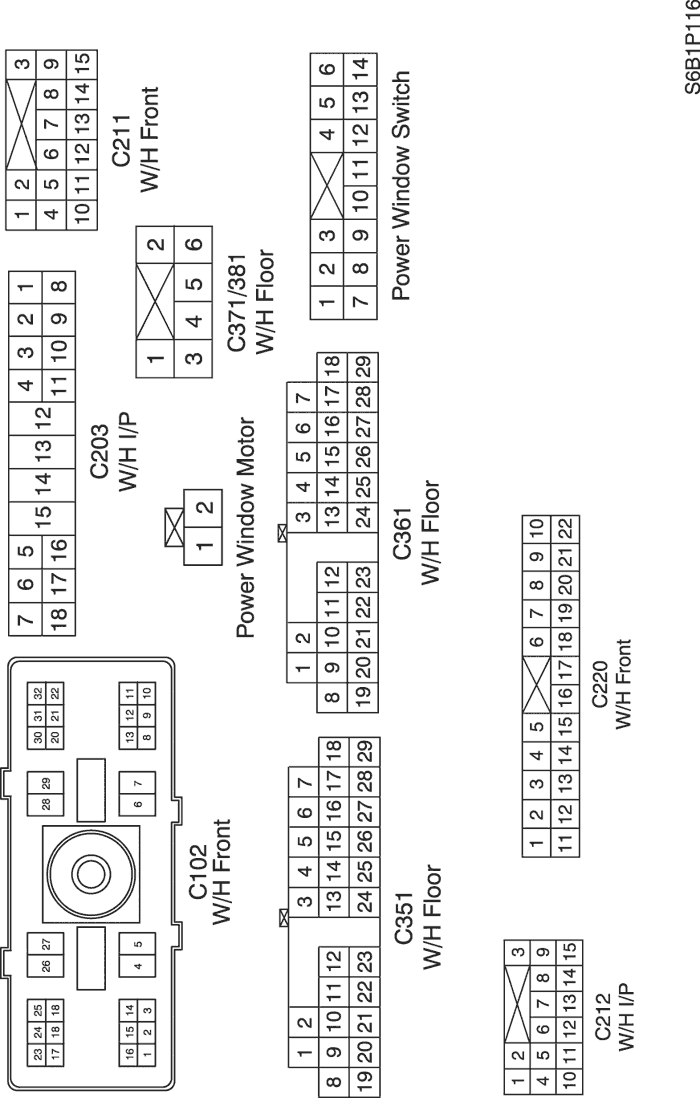 23 24 25 30 31 32
26 27 28 29
17 18 18 20 21 22
16 15 14 13 12 11
4 5 6 7
1 2 3 8 9 10
C102
W/H Front
7 6 5 4 3 2 1
15 14 13 12
18 17 16 11 10 9 8
C203
W/H I/P
1 2 3
4 5 6 7 8 9
10 11 12 13 14 15
C211
W/H Front
1 2
Power Window Motor
1 2
3 4 5 6
C371/381
W/H Floor
1 2 3 4 5 6 7
8 9 10 11 12 13 14 15 16 17 18
19 20 21 22 23 24 25 26 27 28 29
C351
W/H Floor
1 2 3 4 5 6 7
8 9 10 11 12 13 14 15 16 17 18
19 20 21 22 23 24 25 26 27 28 29
C361
W/H Floor
1 2 3 4 5 6
7 8 9 10 11 12 13 14
Power Window Switch
1 2 3
4 5 6 7 8 9
10 11 12 13 14 15
C212
W/H I/P
1 2 3 4 5 6 7 8 9 10
11 12 13 14 15 16 17 18 19 20 21 22
C220
W/H Front
S6B1P116